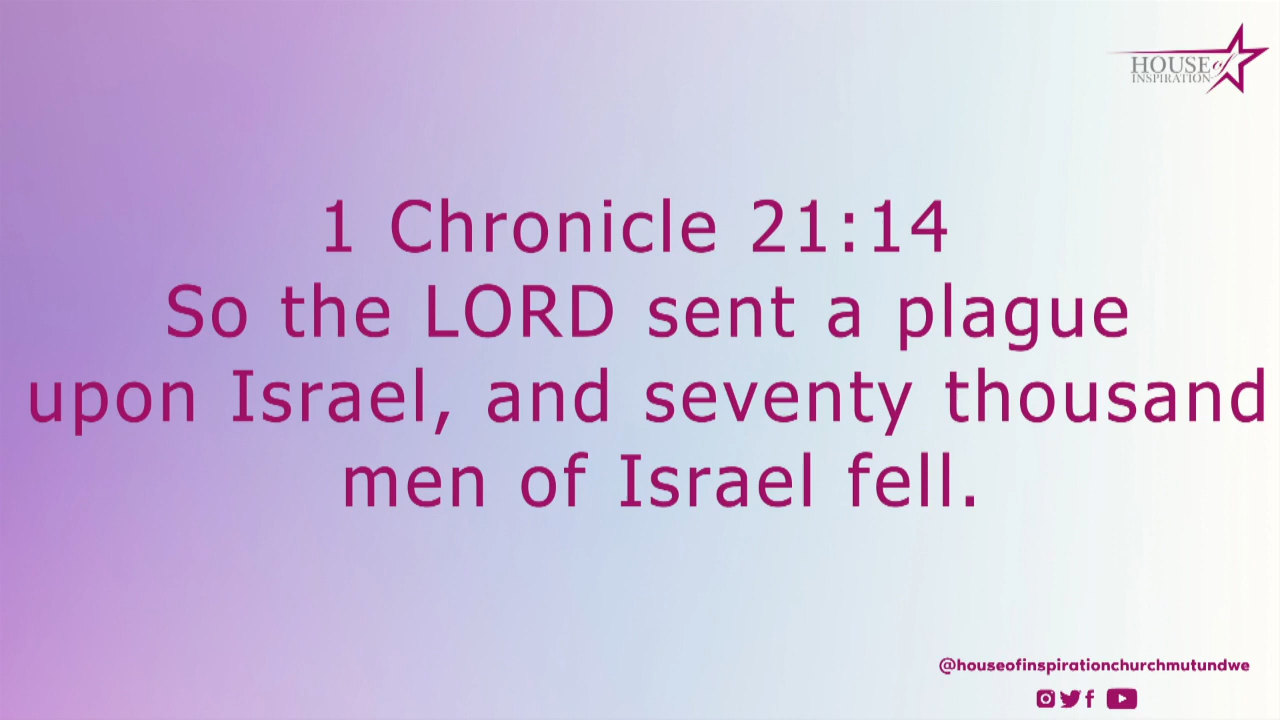 HOUSE of
INSPIRATION
1 Chronicle 21:14
So the LORD sent a plague
upon Israel, and seventy thousand
men of Israel fell.
@houseofinspirationchurchmutundwe